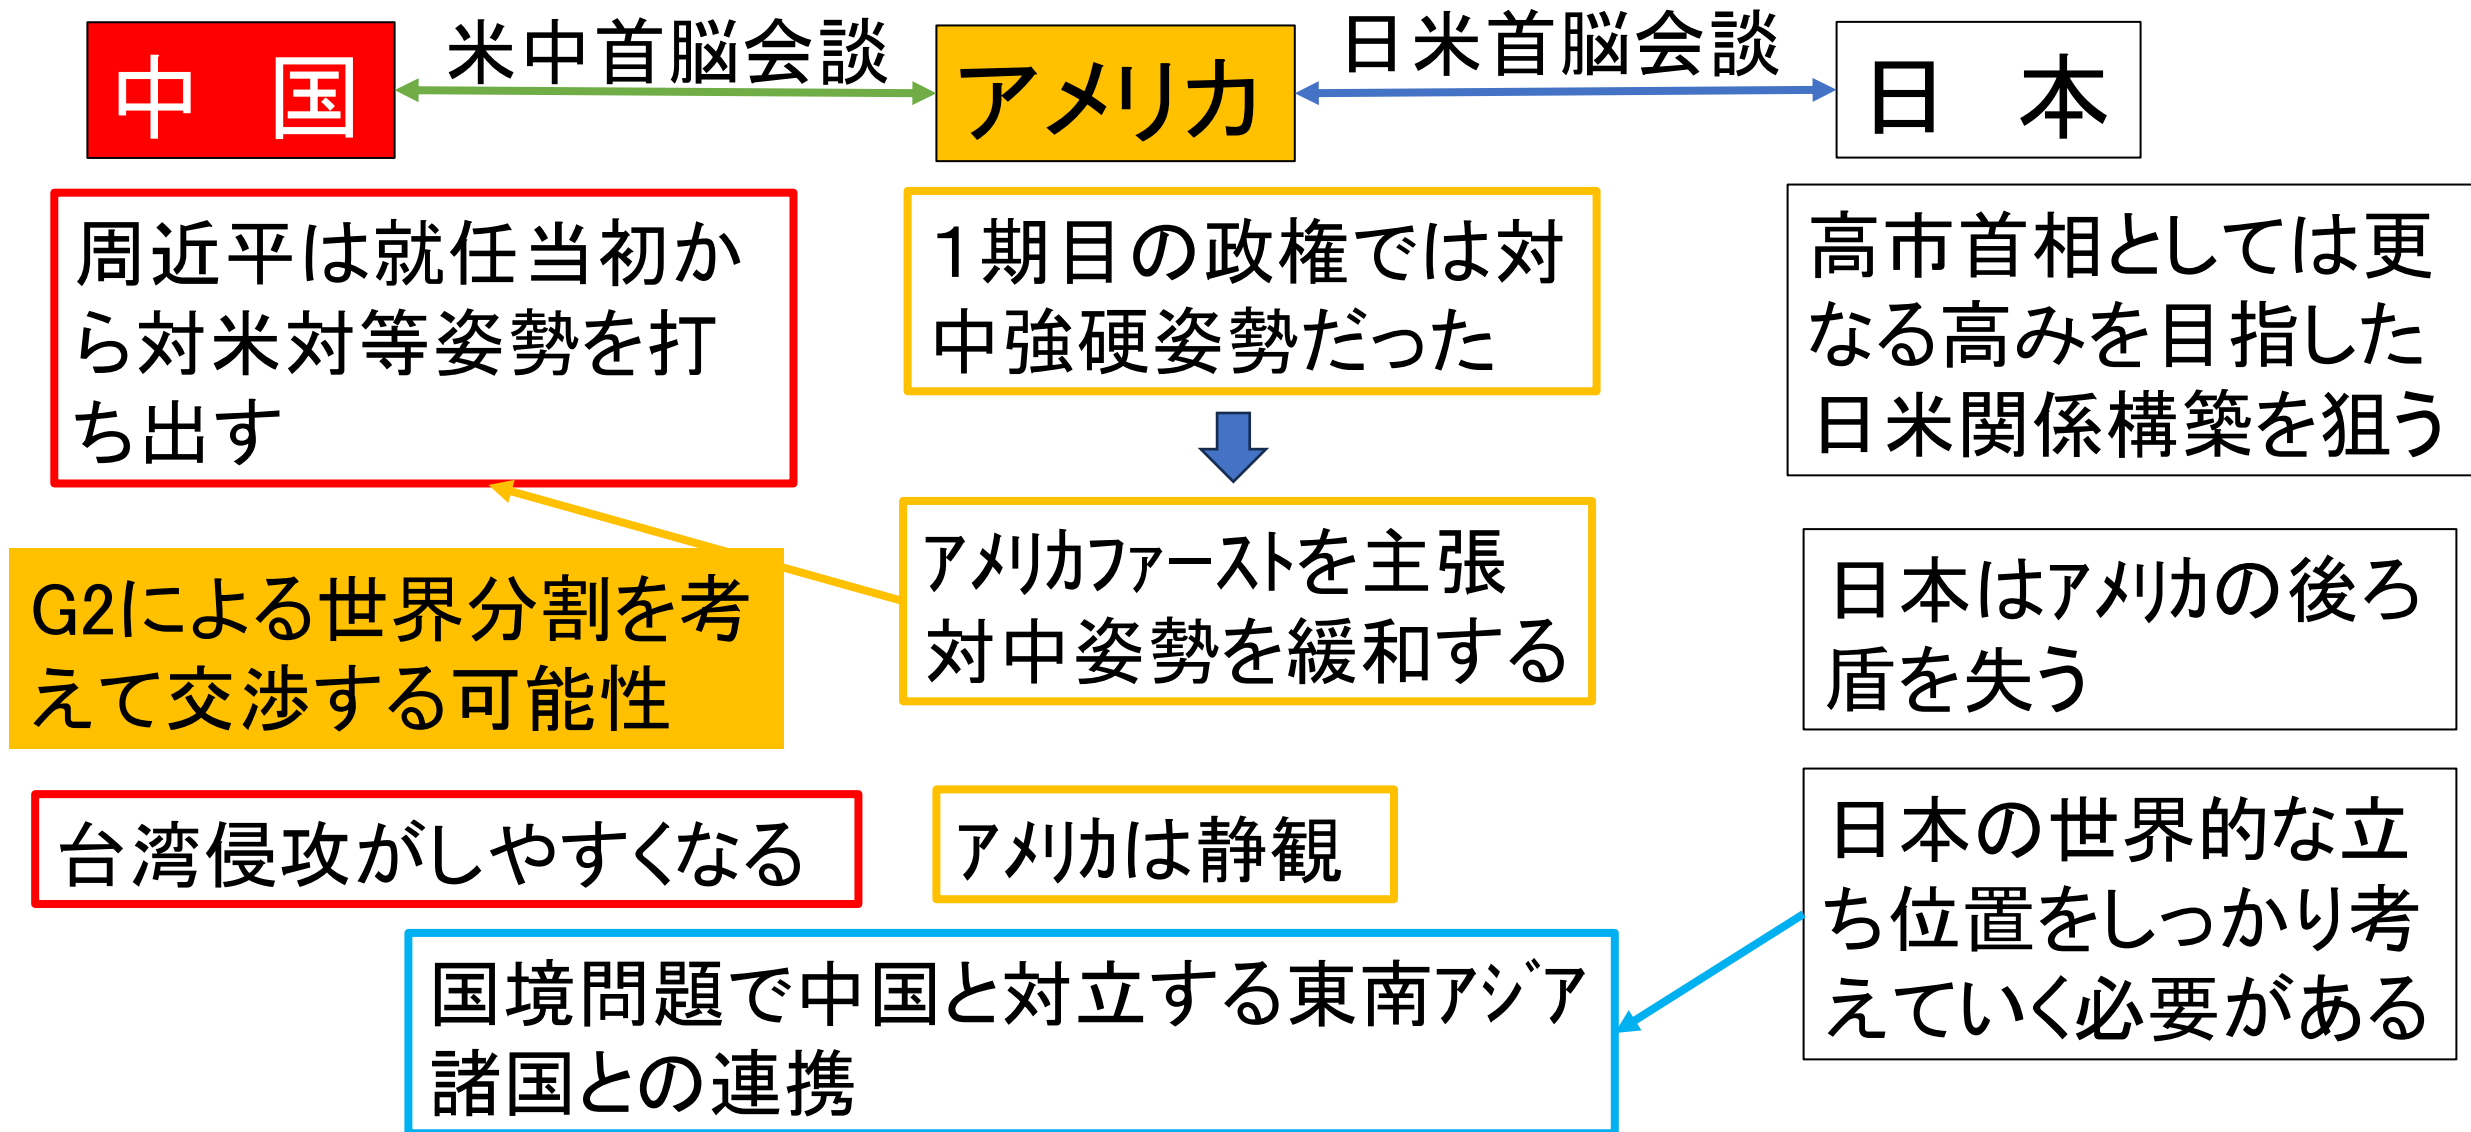 中　国
米中首脳会談
アメリカ
日米首脳会談
日　本
周近平は就任当初か
ら対米対等姿勢を打
ち出す
１期目の政権では対
中強硬姿勢だった
高市首相としては更
なる高みを目指した
日米関係構築を狙う
G2による世界分割を考
えて交渉する可能性
ｱﾒﾘｶﾌｧｰｽﾄを主張
対中姿勢を緩和する
日本はｱﾒﾘｶの後ろ
盾を失う
台湾侵攻がしやすくなる
ｱﾒﾘｶは静観
日本の世界的な立
ち位置をしっかり考
えていく必要がある
国境問題で中国と対立する東南ｱｼﾞｱ
諸国との連携